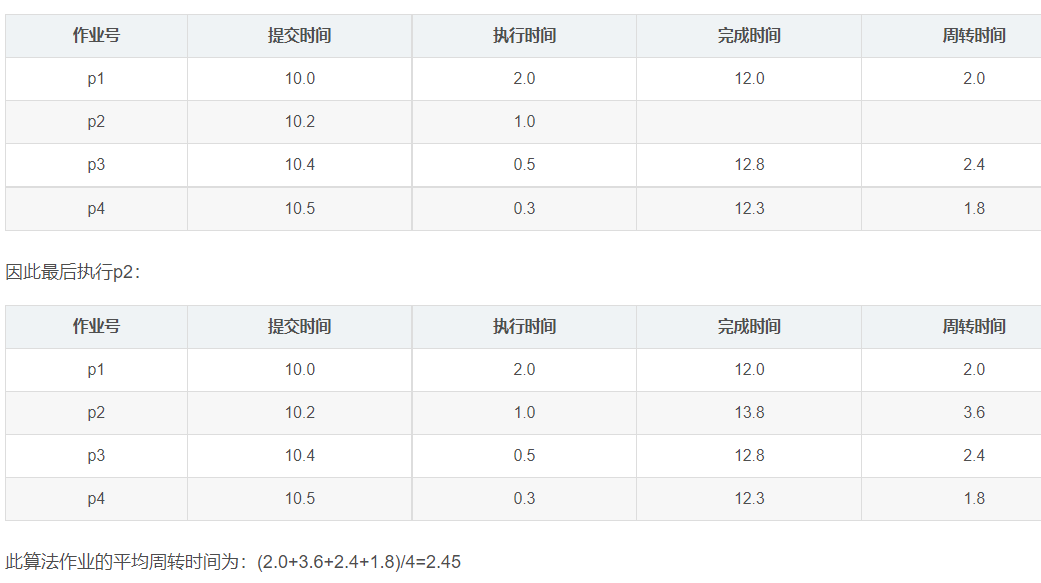 作业号 提交时间 执行时间 完成时间 周转时间
p1 10.0 2.0 12.0 2.0
p2 10.2 1.0
p3 10.4 0.5 12.8 2.4
p4 10.5 0.3 12.3 1.8
因此最后执行p2：
作业号 提交时间 执行时间 完成时间 周转时间
p1 10.0 2.0 12.0 2.0
p2 10.2 1.0 13.8 3.6
p3 10.4 0.5 12.8 2.4
p4 10.5 0.3 12.3 1.8
此算法作业的平均周转时间为：(2.0+3.6+2.4+1.8)/4=2.45